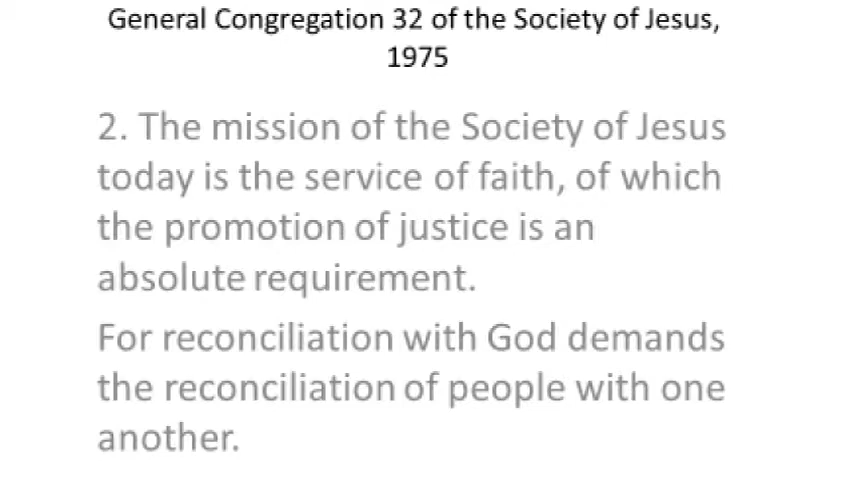 General Congregation 32 of the Society of Jesus,
1975
2. The mission of the Society of Jesus
today is the service of faith, of which
the promotion of justice is an
absolute requirement.
For reconciliation with God demands
the reconciliation of people with one
another.